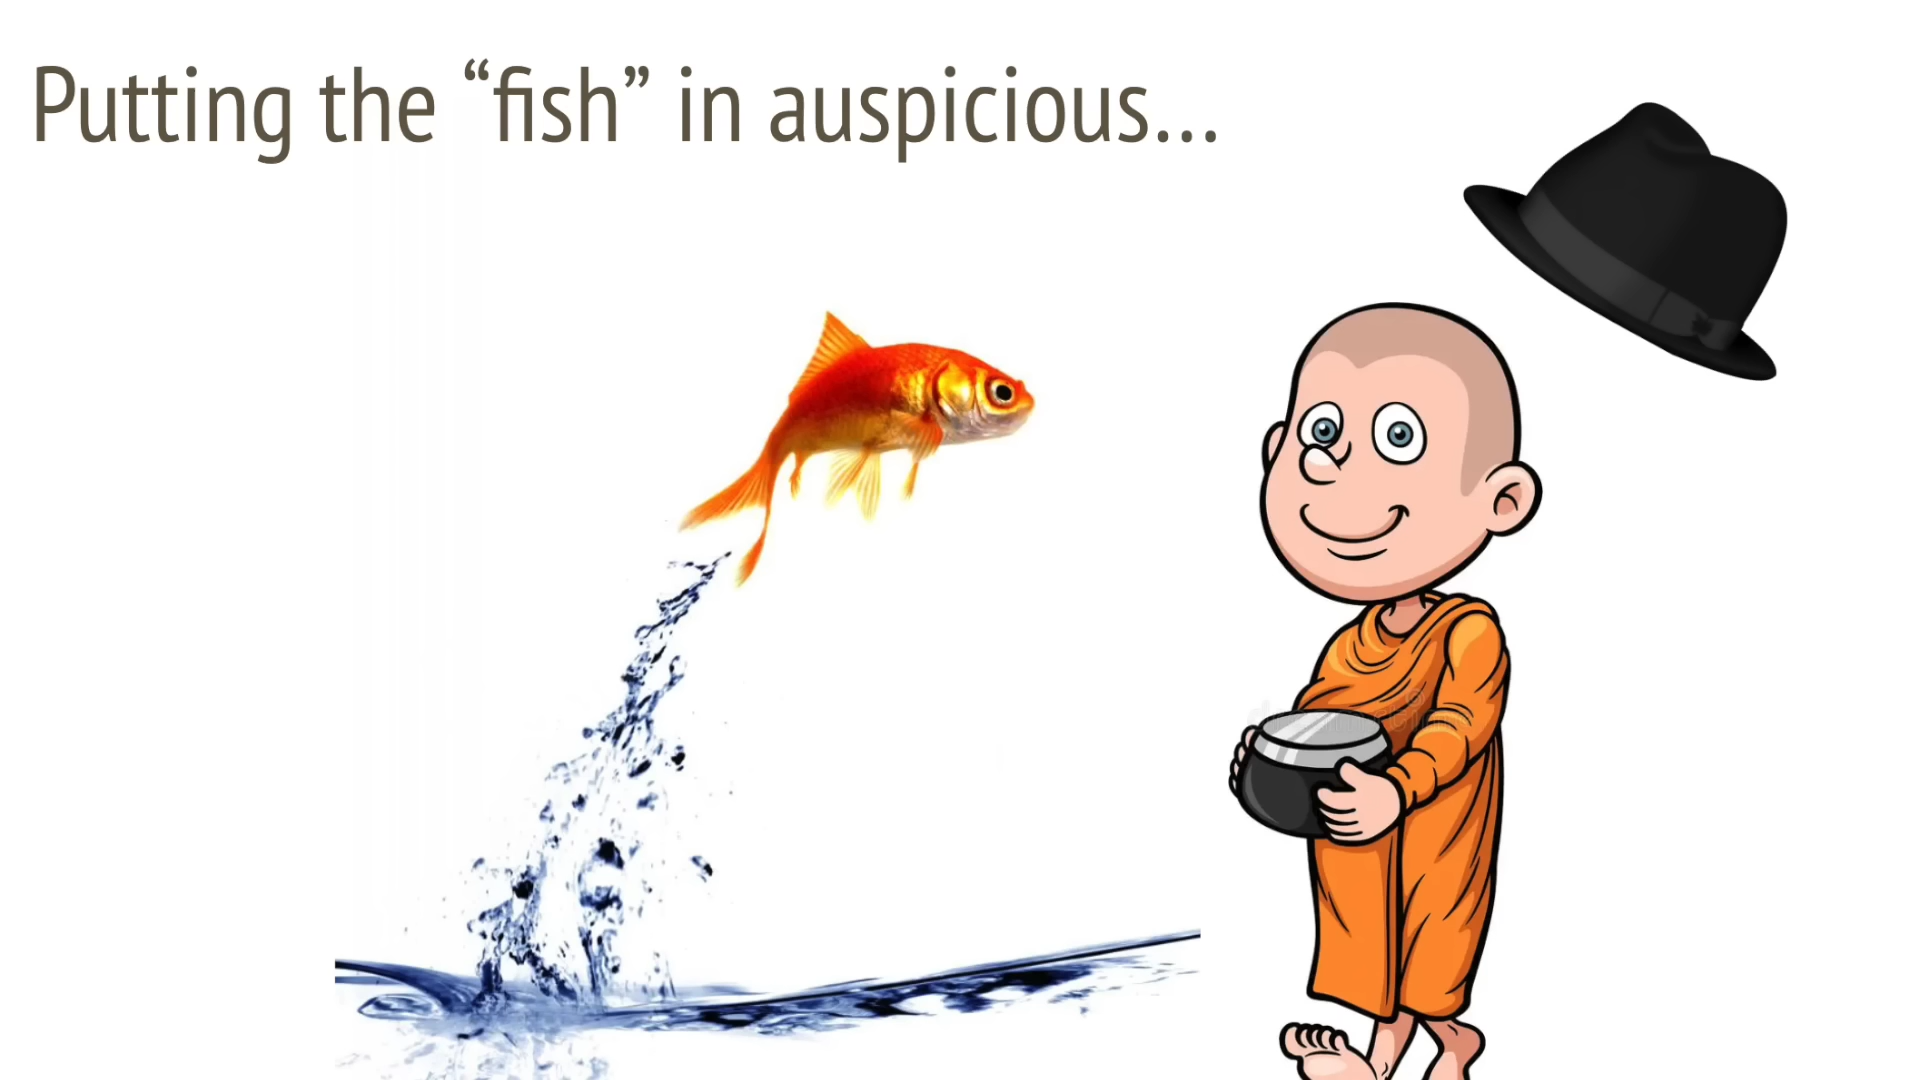 Putting the “fish” in auspicious...